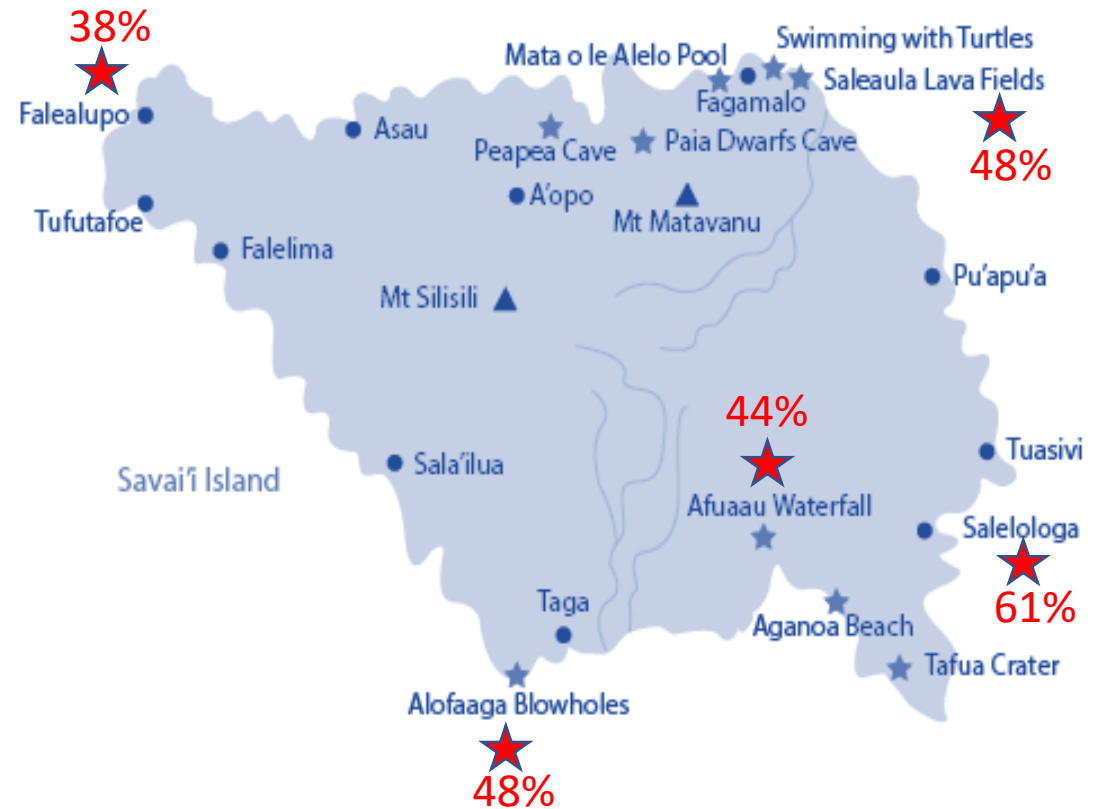 38%
Swimming with Turtles
Mata o le Alelo Pool
Saleaula Lava Fields
Fagamalo
48%
Falealupo
Asau
Peapea Cave
Paia Dwarfs Cave
A'opo
Mt Matavanu
Tufutafoe
Falelima
Pu'apu'a
Mt Silisili
44%
Tuasivi
Sala'ilua
Savai'i Island
Afuaau Waterfall
Salelologa
61%
Taga
Aganoa Beach
Tafua Crater
Alofaaga Blowholes
48%